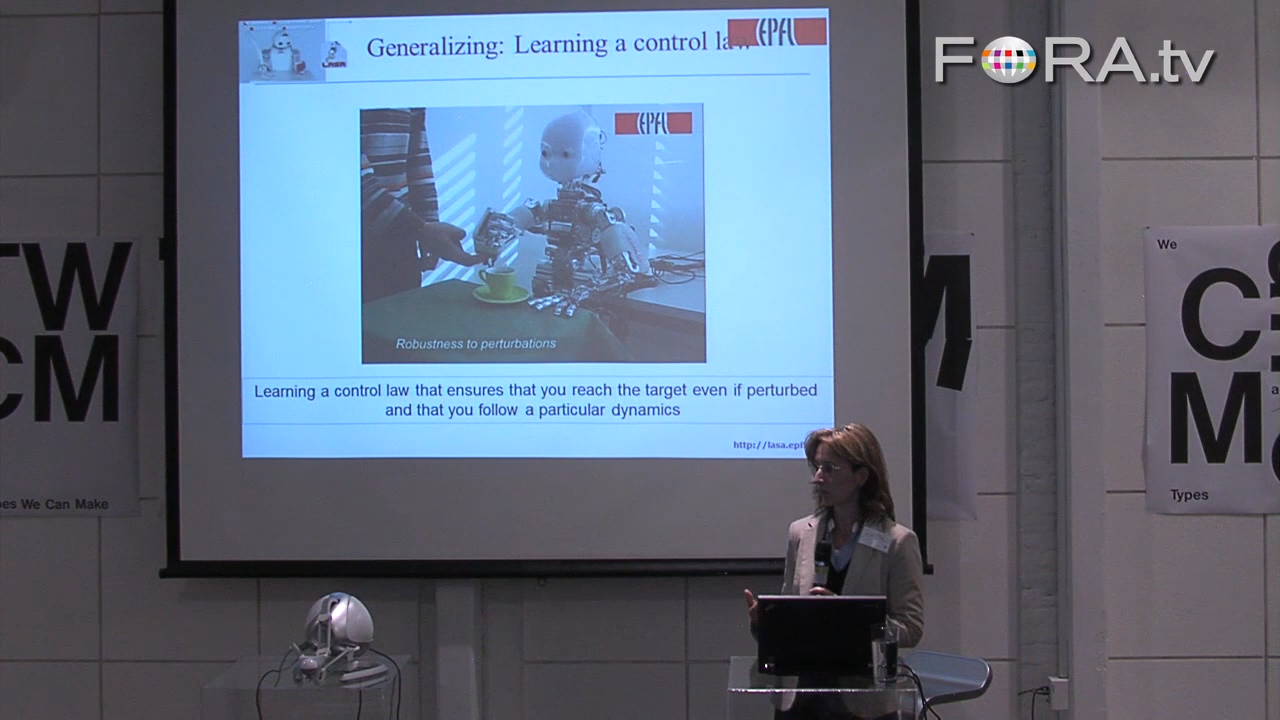 Generalizing: Learning a control law
EPFL
FORA.tv
LASA
EPFL
Robustness to perturbations
Learning a control law that ensures that you reach the target even if perturbed
and that you follow a particular dynamics
http://lasa.epf
TW
CM
pes We Can Make
M
We
C
M
Types